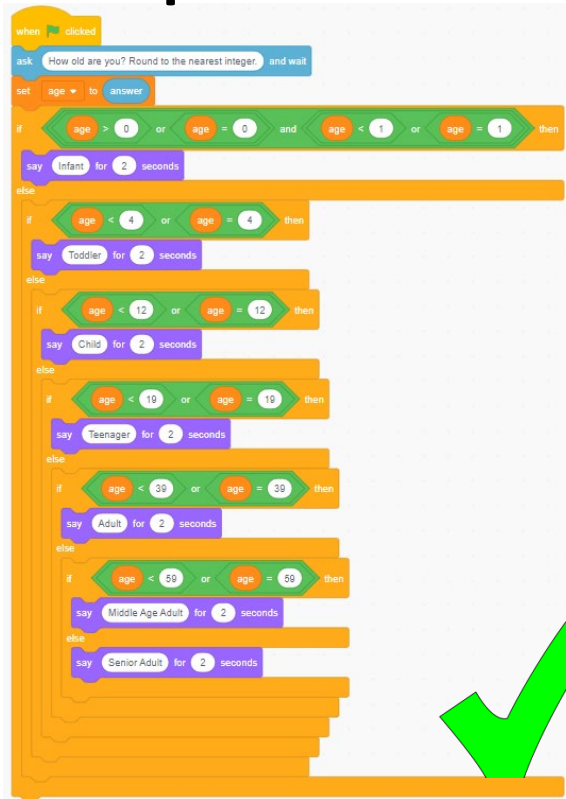 when clicked
ask How old are you? Round to the nearest integer. and wait
set age to answer
if age > 0 or age = 0 and age < 1 or age = 1 then
say Infant for 2 seconds
else
if age < 4 or age = 4 then
say Toddler for 2 seconds
else
if age < 12 or age = 12 then
say Child for 2 seconds
else
if age < 19 or age = 19 then
say Teenager for 2 seconds
else
if age < 39 or age = 39 then
say Adult for 2 seconds
else
if age < 59 or age = 59 then
say Middle Age Adult for 2 seconds
else
say Senior Adult for 2 seconds